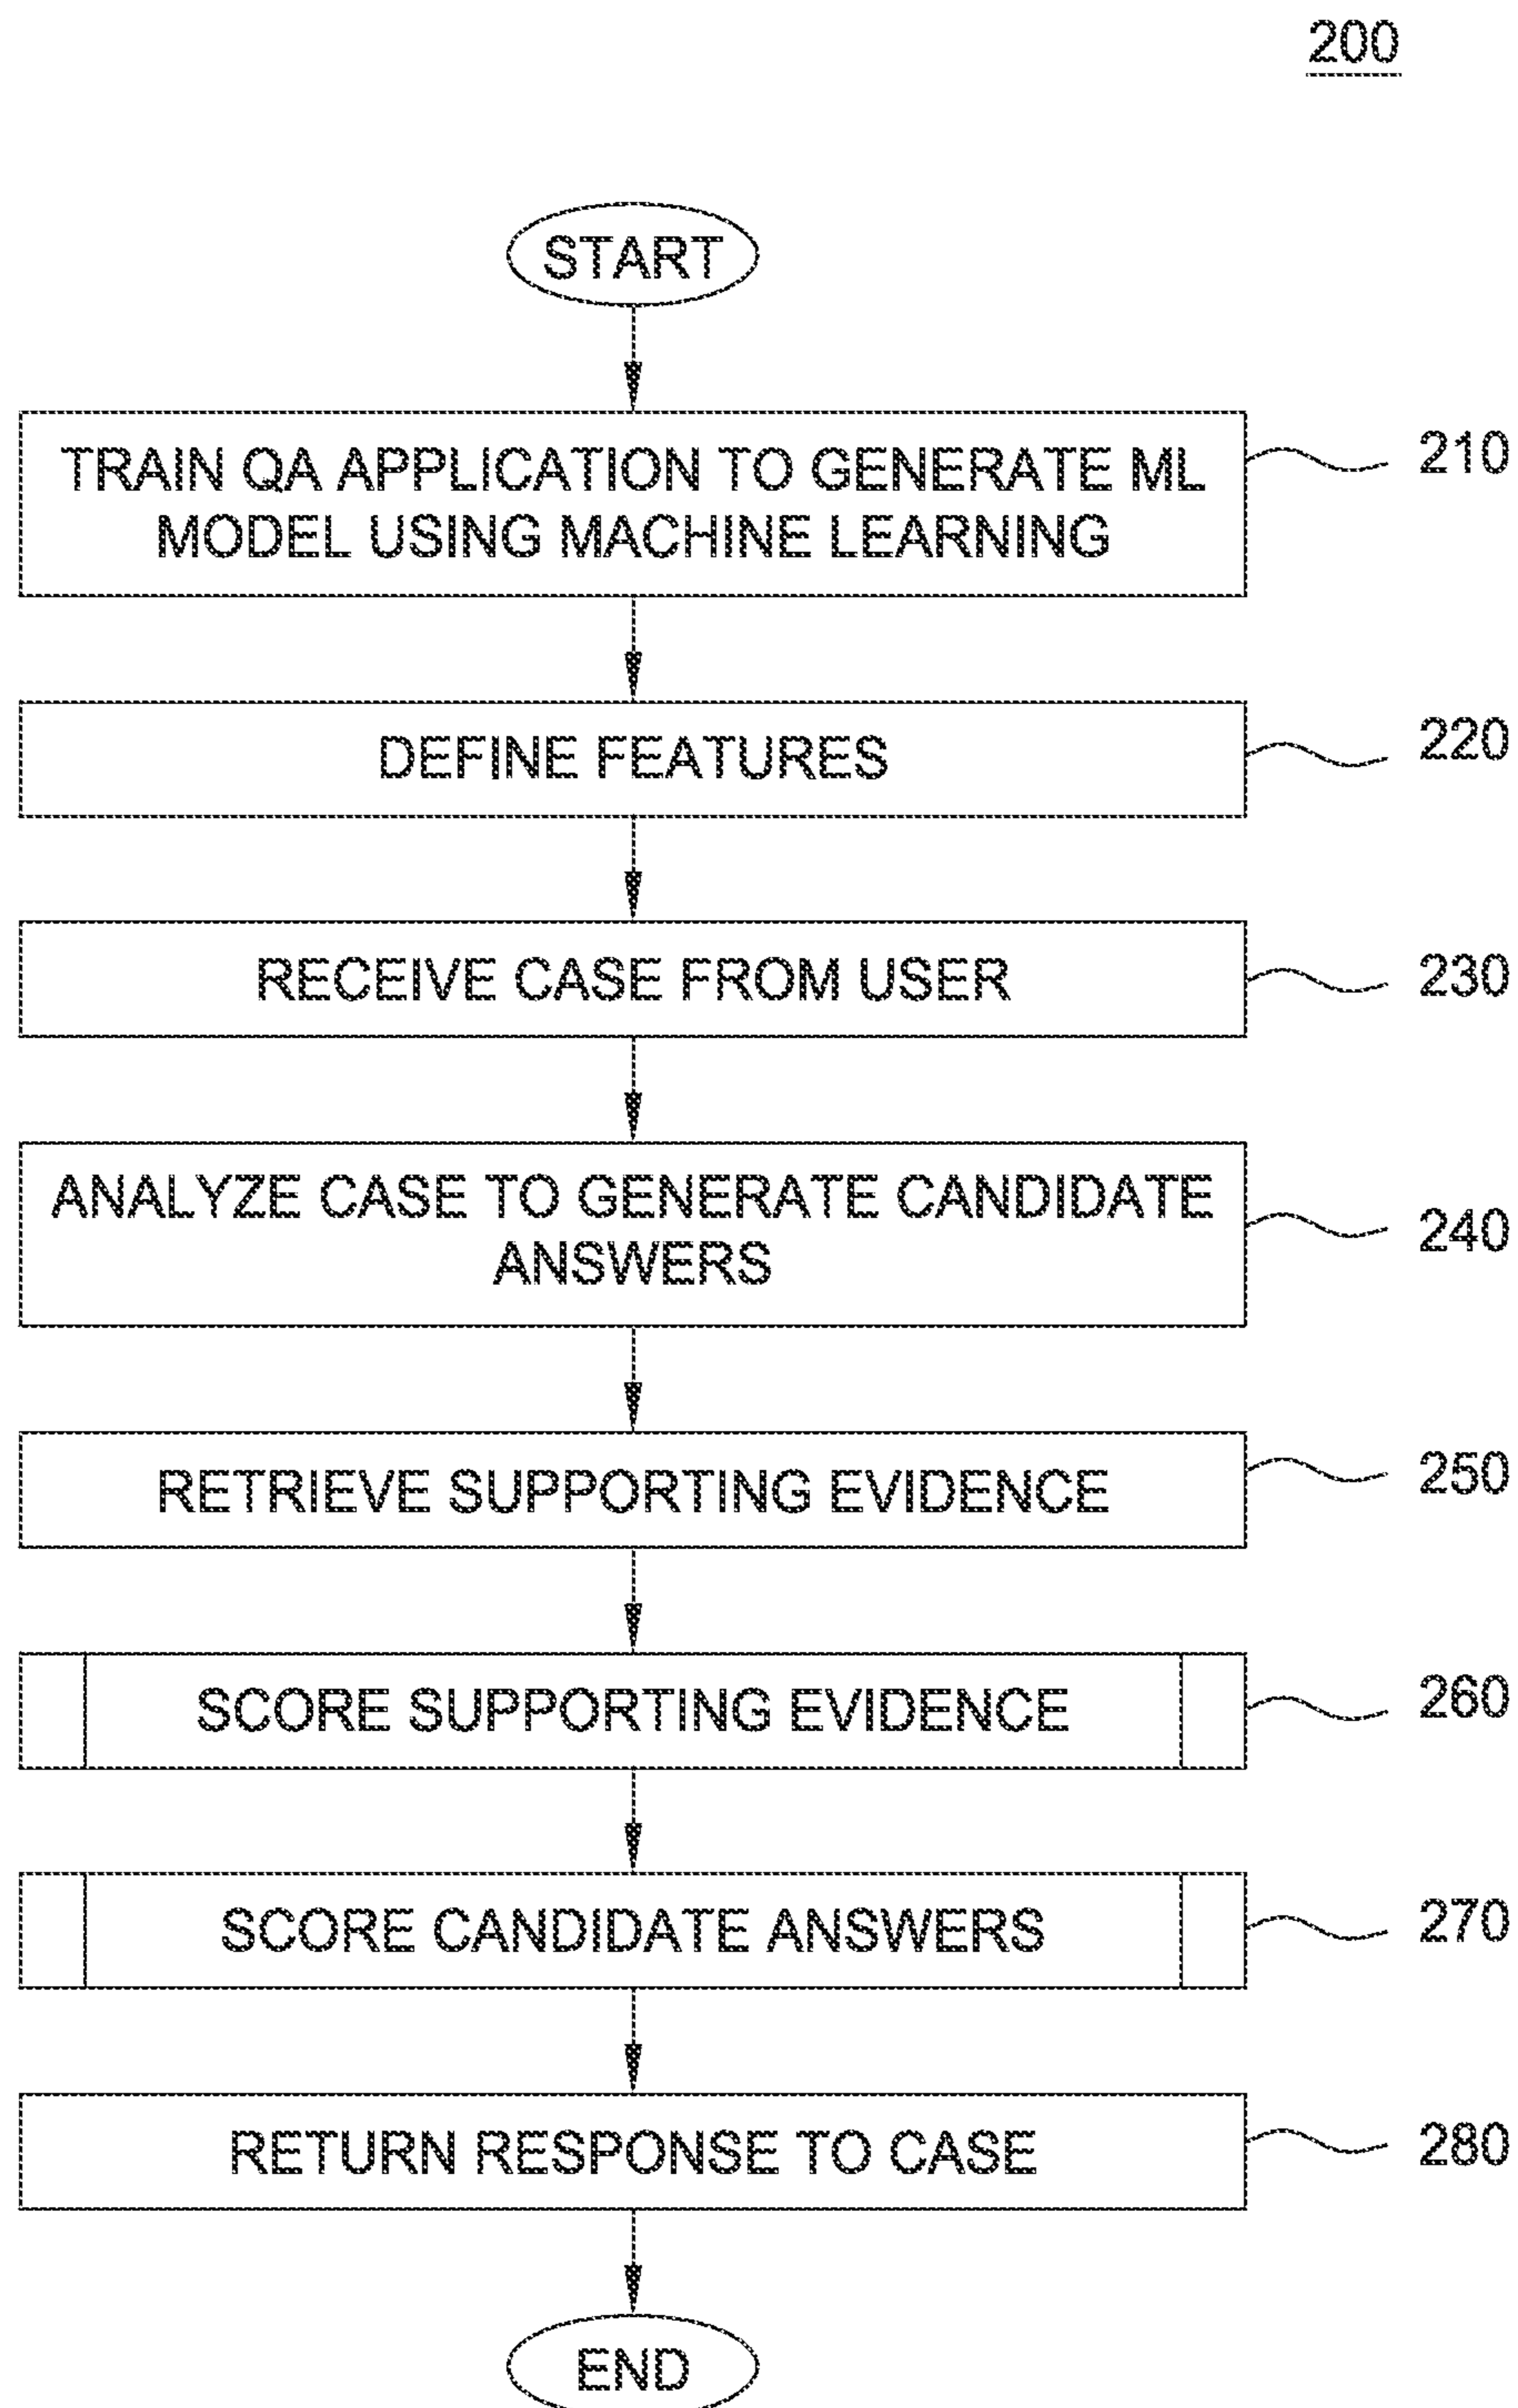 200
START
TRAIN QA APPLICATION TO GENERATE ML
MODEL USING MACHINE LEARNING
210
DEFINE FEATURES
220
RECEIVE CASE FROM USER
230
ANALYZE CASE TO GENERATE CANDIDATE
ANSWERS
240
RETRIEVE SUPPORTING EVIDENCE
250
SCORE SUPPORTING EVIDENCE
260
SCORE CANDIDATE ANSWERS
270
RETURN RESPONSE TO CASE
280
END